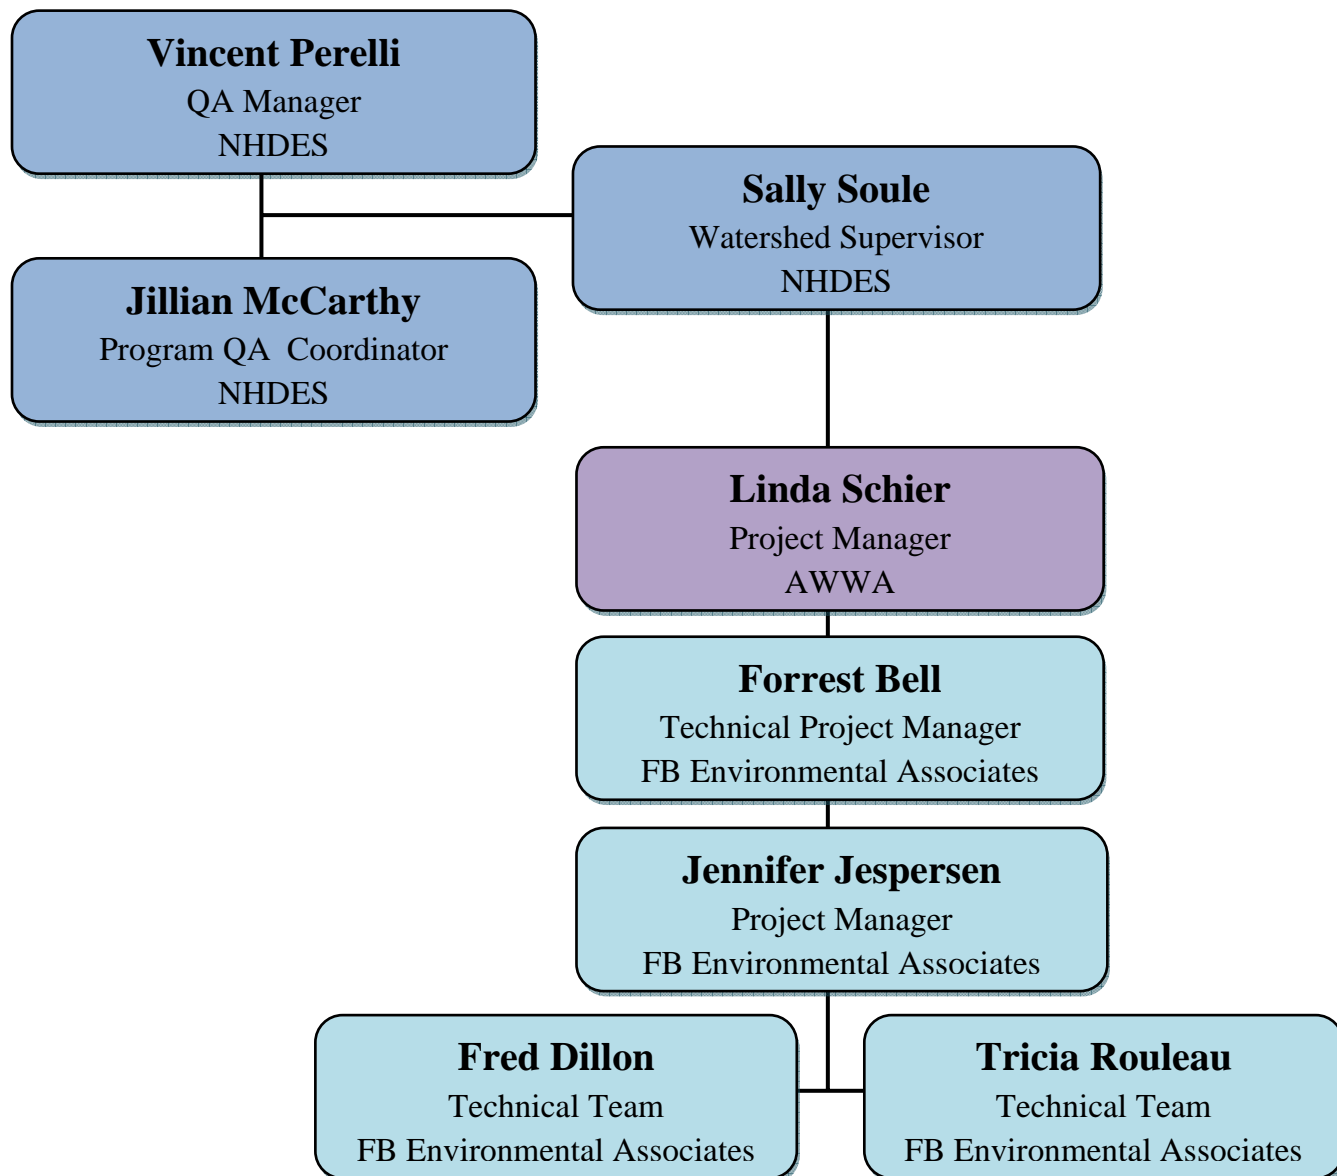 Vincent Perelli
QA Manager
NHDES
Sally Soule
Watershed Supervisor
NHDES
Jillian McCarthy
Program QA  Coordinator
NHDES
Linda Schier
Project Manager
AWWA
Forrest Bell
Technical Project Manager
FB Environmental Associates
Jennifer Jespersen
Project Manager
FB Environmental Associates
Fred Dillon
Technical Team
FB Environmental Associates
Tricia Rouleau
Technical Team
FB Environmental Associates